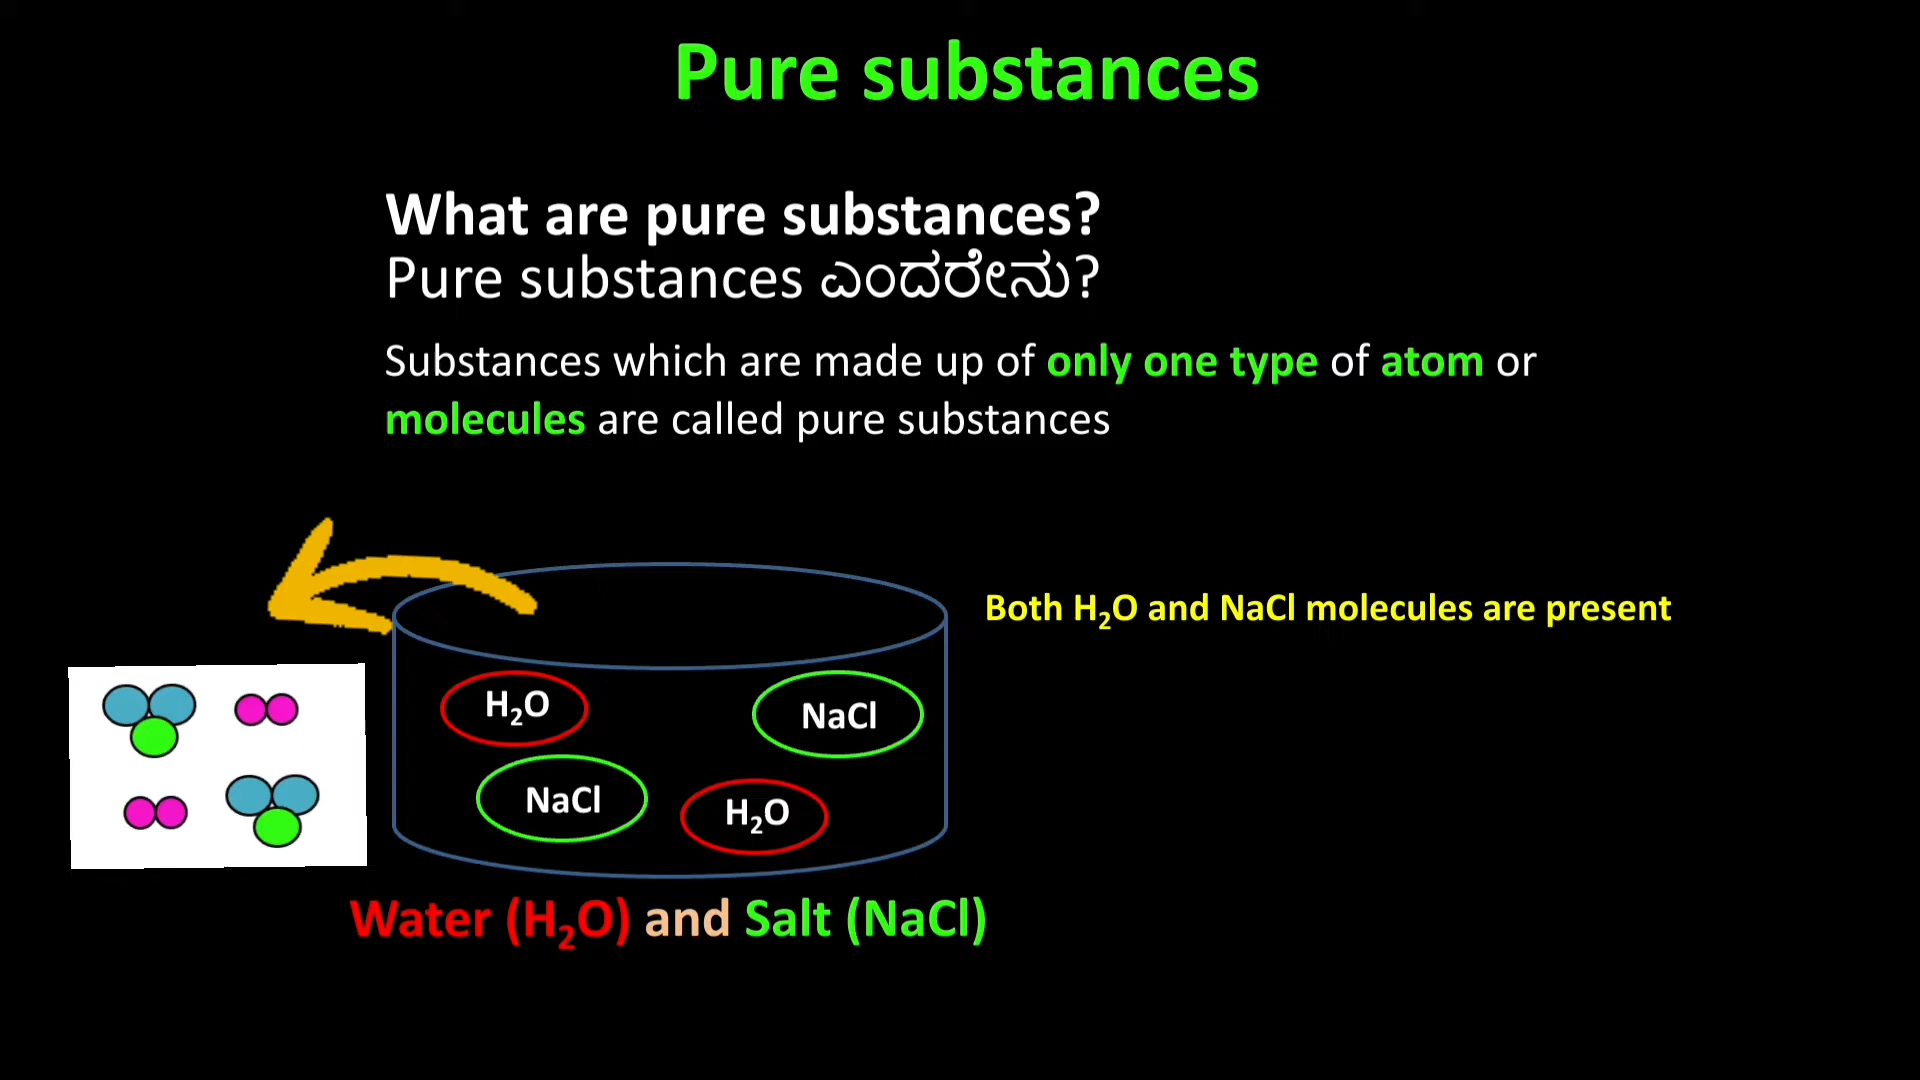 Pure substances
What are pure substances?
Pure substances ಎಂದರೇನು?
Substances which are made up of only one type of atom or
molecules are called pure substances
Both H₂O and NaCl molecules are present
H₂O
NaCl
NaCl
H₂O
Water (H₂O) and Salt (NaCl)